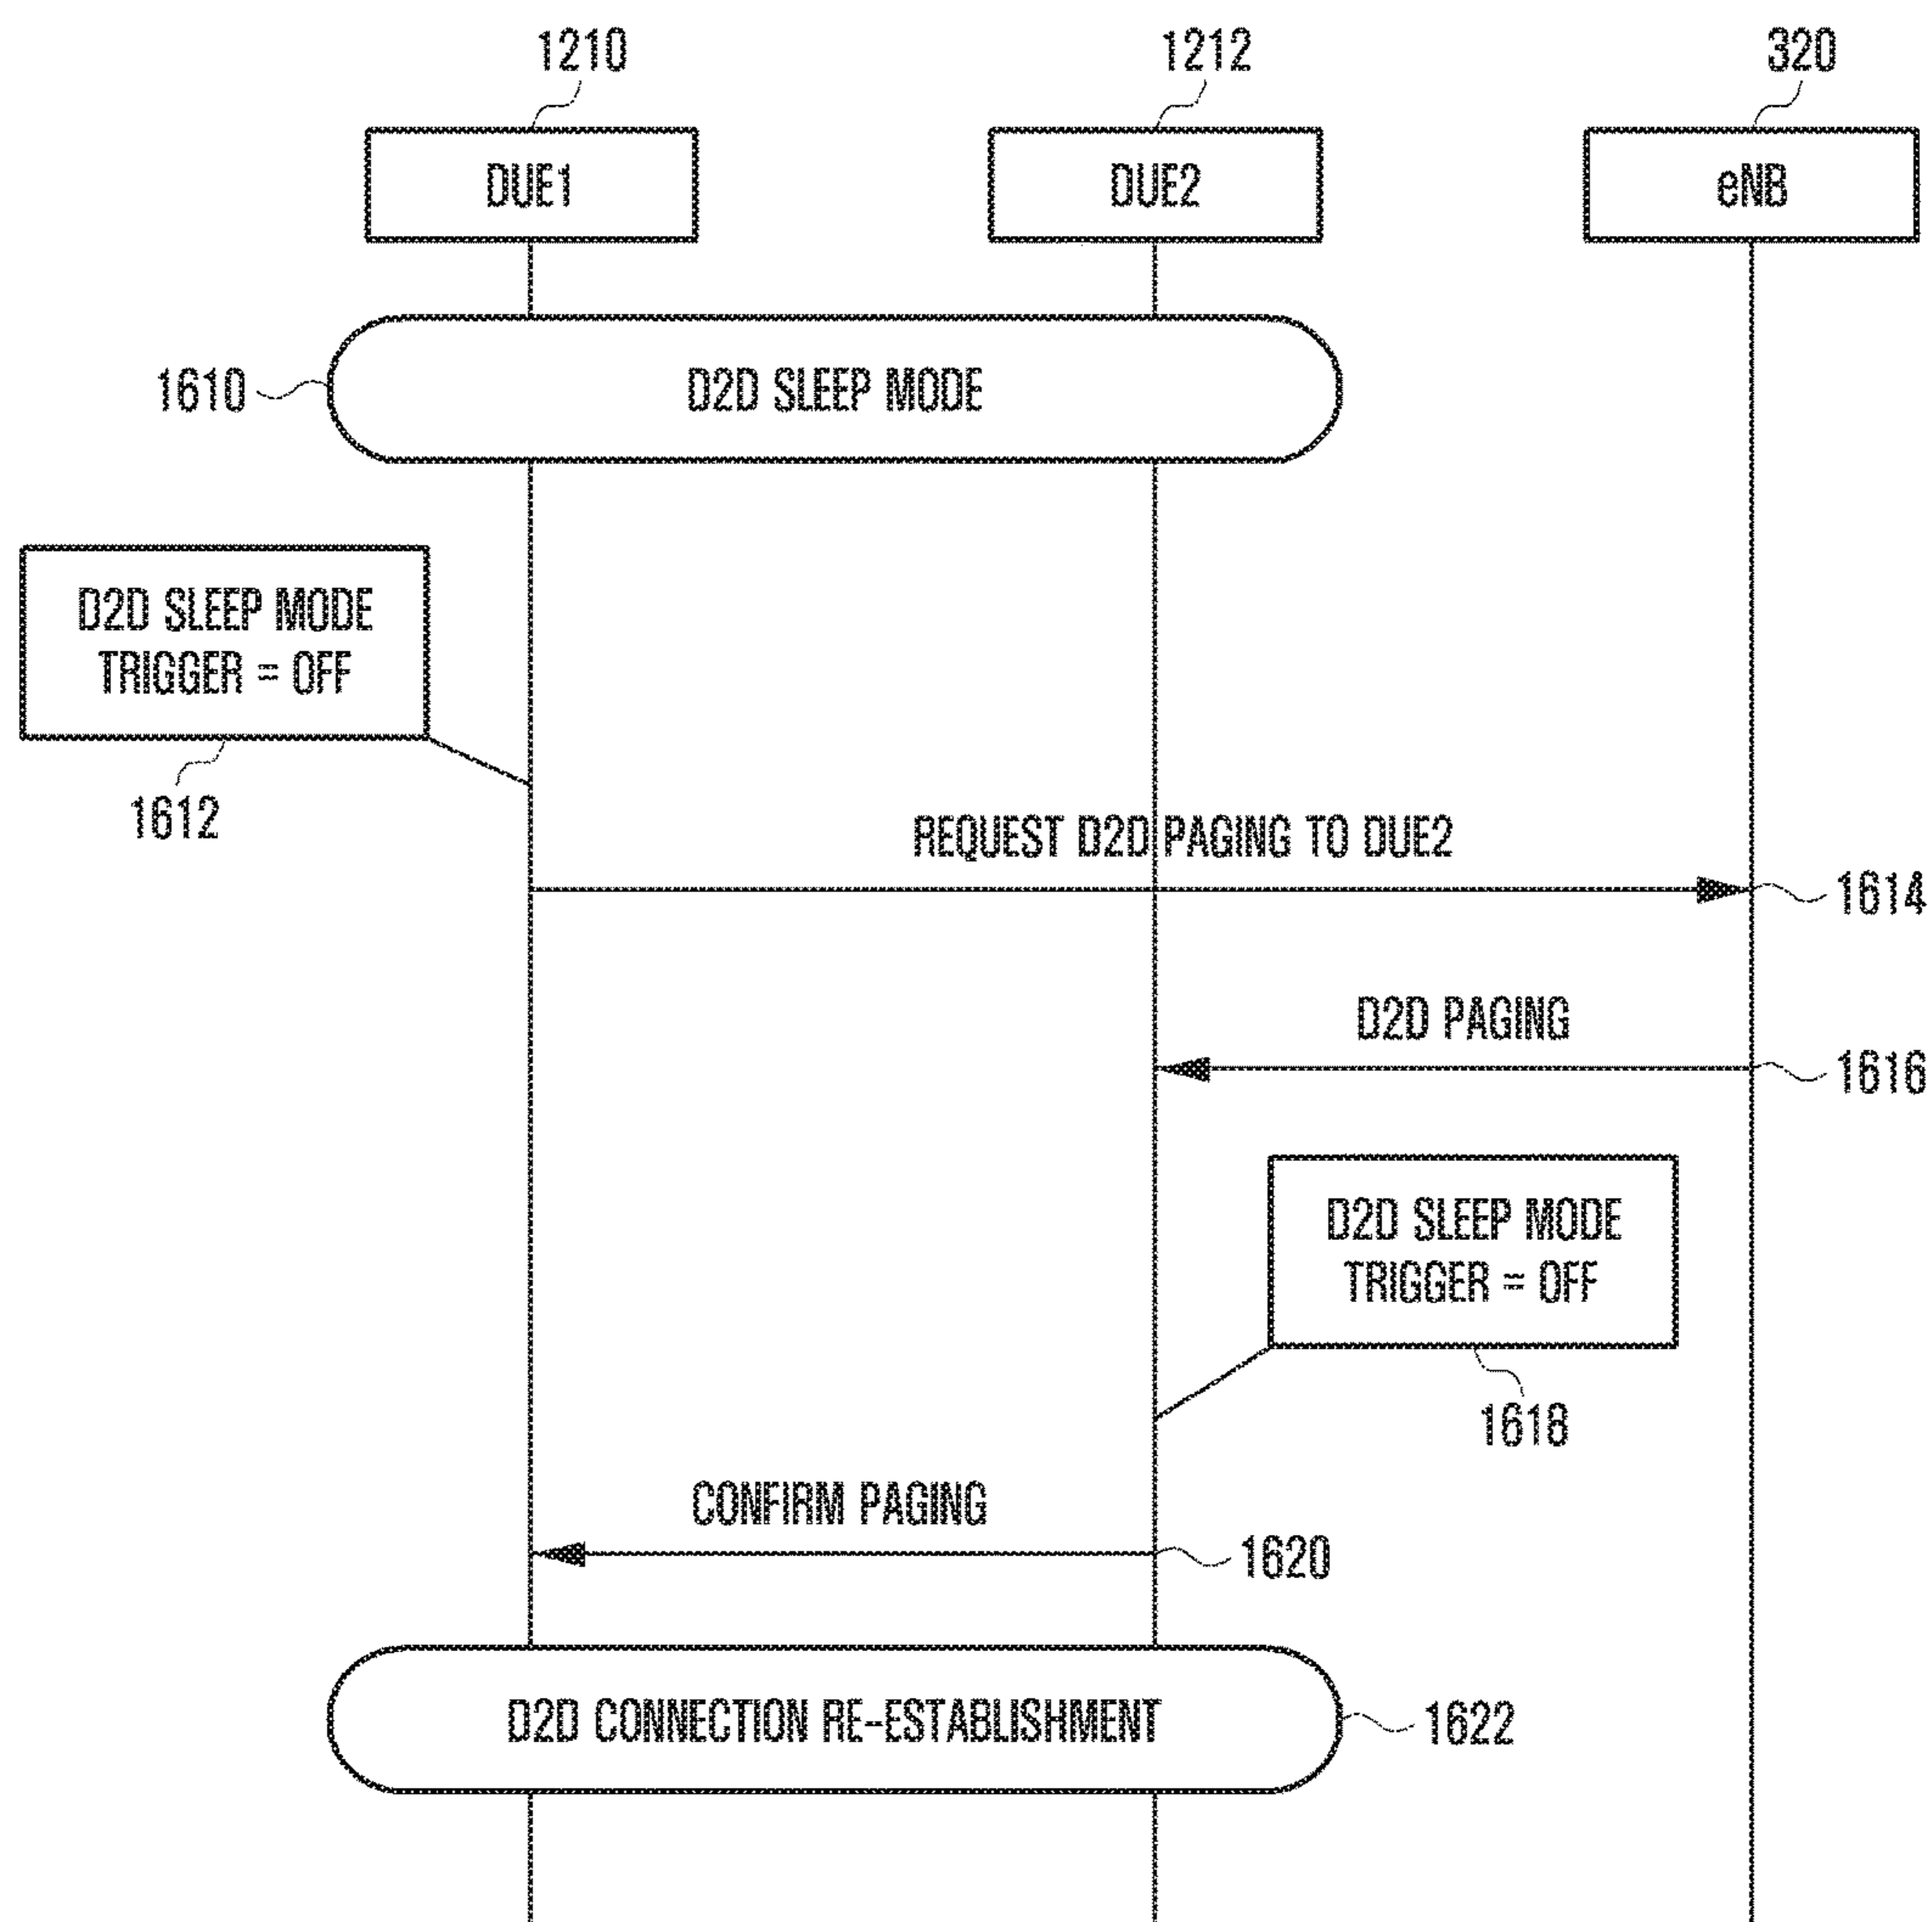 1210
1212
320
DUE1
DUE2
eNB
1610
D2D SLEEP MODE
D2D SLEEP MODE
TRIGGER = OFF
1612
REQUEST D2D PAGING TO DUE2
1614
D2D PAGING
1616
D2D SLEEP MODE
TRIGGER = OFF
1618
CONFIRM PAGING
1620
D2D CONNECTION RE-ESTABLISHMENT
1622